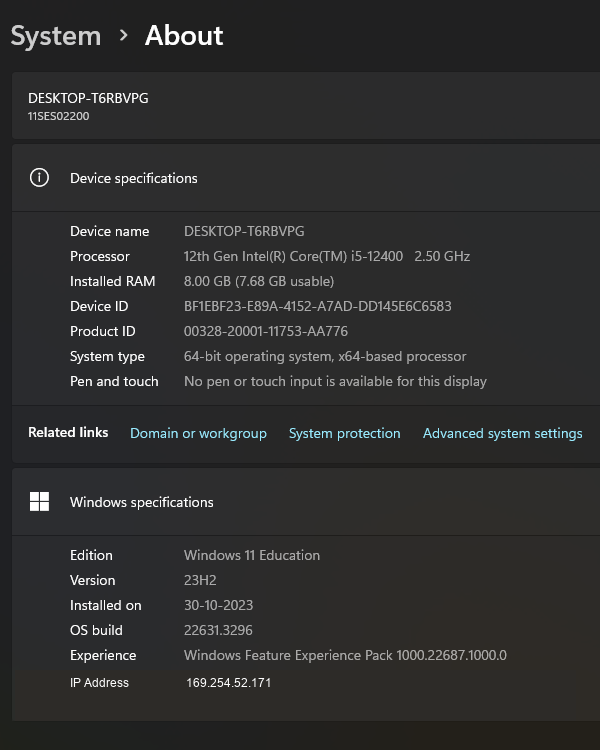 System > About
DESKTOP-T6RBVPG
11SES02200
Device specifications
Device name DESKTOP-T6RBVPG
Processor 12th Gen Intel(R) Core(TM) i5-12400 2.50 GHz
Installed RAM 8.00 GB (7.68 GB usable)
Device ID BF1EBF23-E89A-4152-A7AD-DD145E6C6583
Product ID 00328-20001-11753-AA776
System type 64-bit operating system, x64-based processor
Pen and touch No pen or touch input is available for this display
Related links Domain or workgroup System protection Advanced system settings
Windows specifications
Edition Windows 11 Education
Version 23H2
Installed on 30-10-2023
OS build 22631.3296
Experience Windows Feature Experience Pack 1000.22687.1000.0
IP Address 169.254.52.171